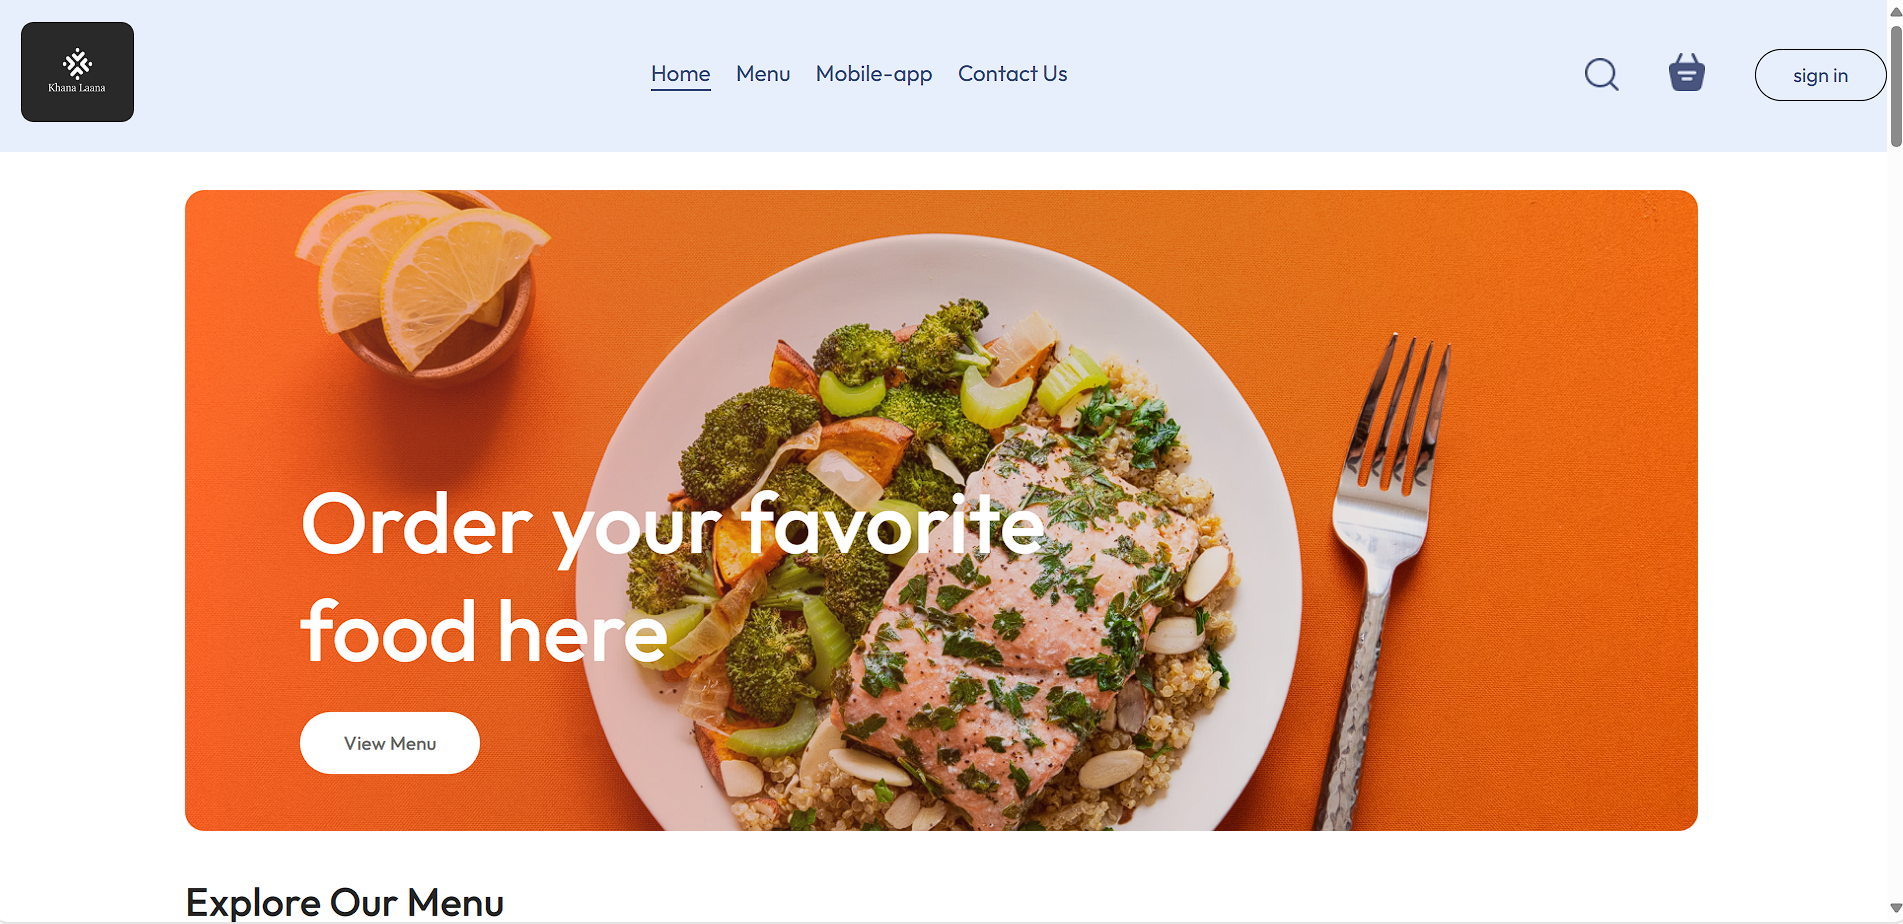 Khana Laana
Home Menu Mobile-app Contact Us
sign in
Order your favorite
food here
View Menu
Explore Our Menu